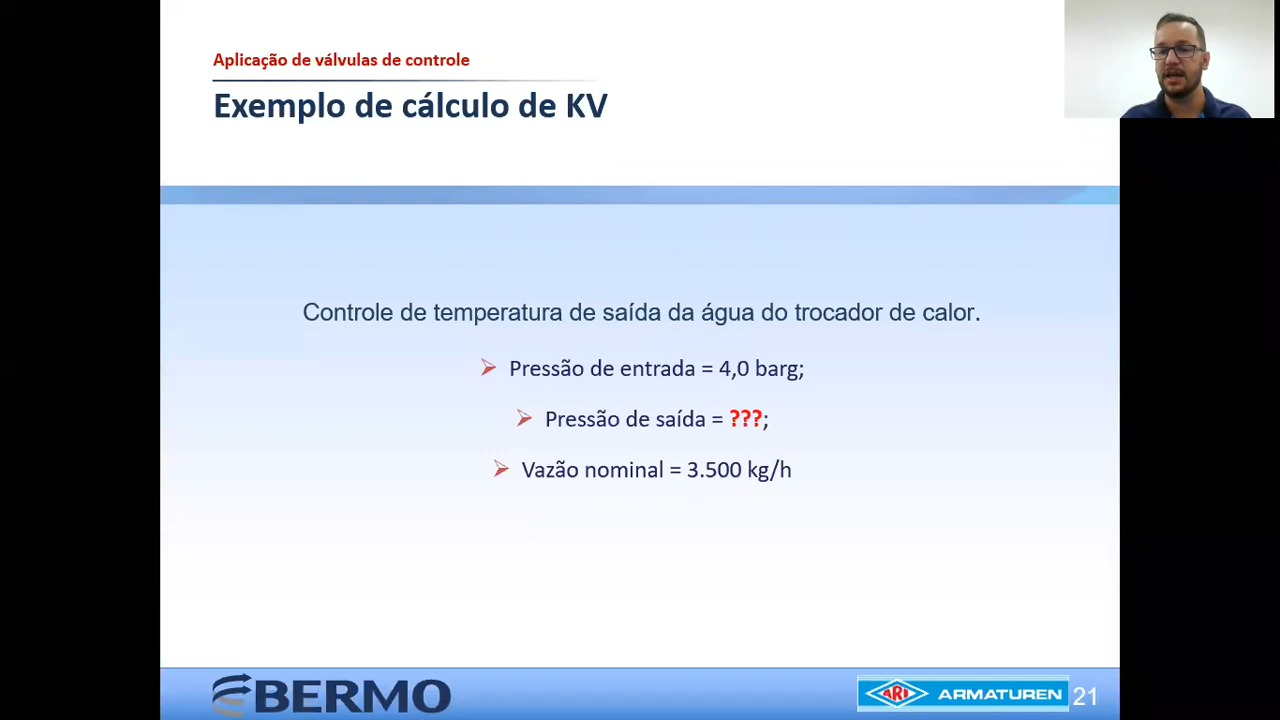 Aplicação de válvulas de controle
Exemplo de cálculo de KV
Controle de temperatura de saída da água do trocador de calor.
Pressão de entrada = 4,0 barg;
Pressão de saída = ???;
Vazão nominal = 3.500 kg/h
BERMO
ARI ARMATUREN 21